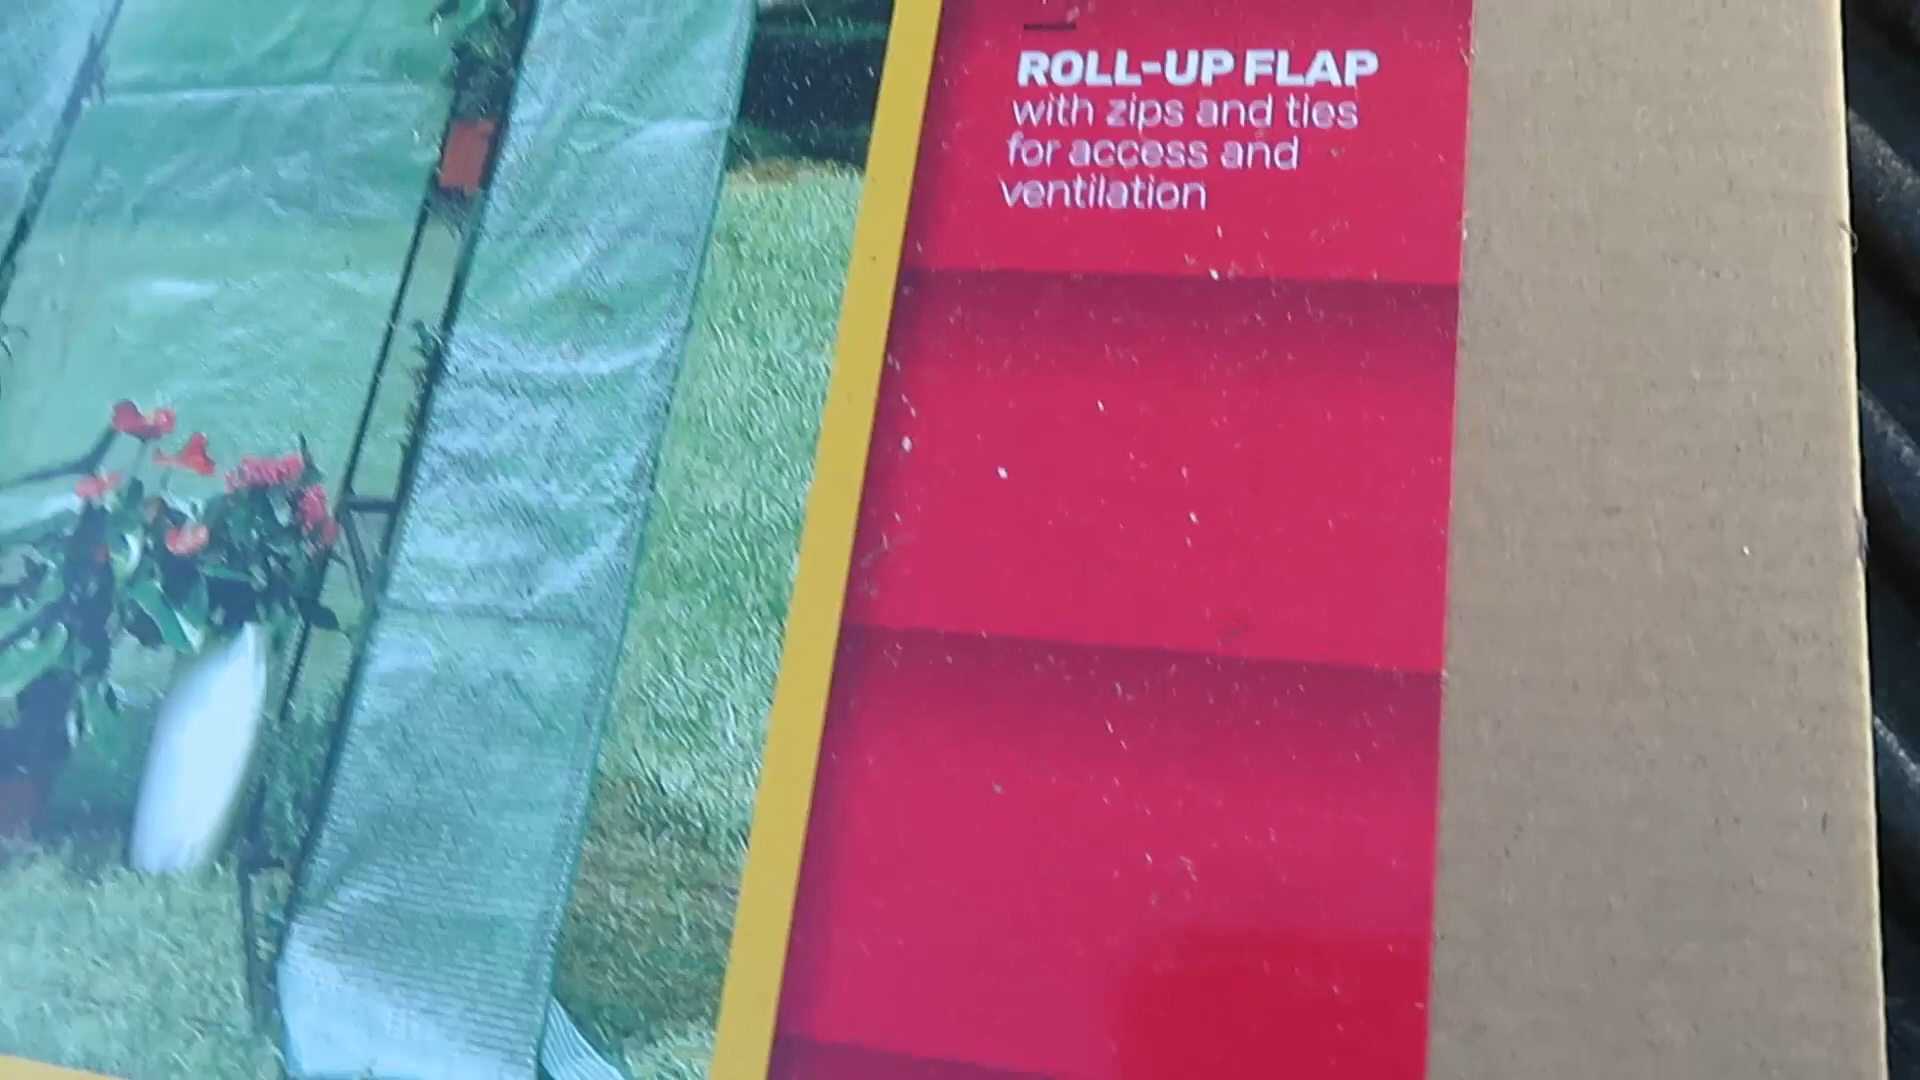 ROLL-UP FLAP
with zips and ties
for access and
ventilation